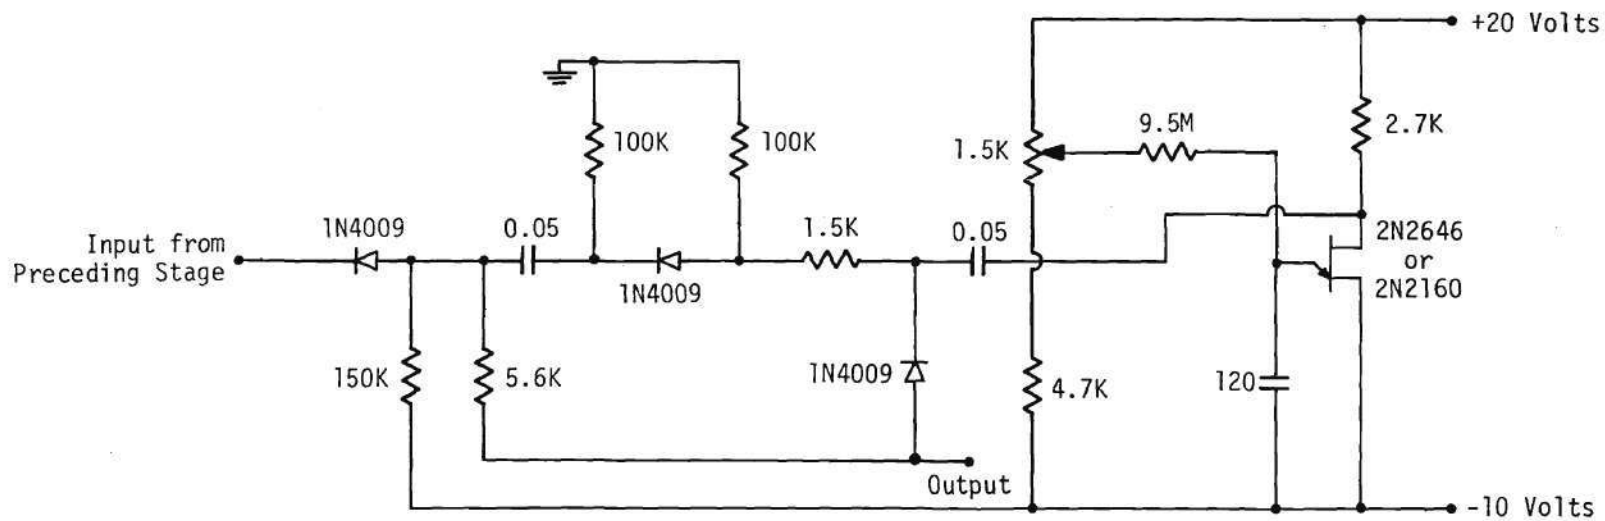 +20 Volts
100K
100K
9.5M
1.5K
2.7K
Input from
Preceding Stage
1N4009
0.05
1N4009
1.5K
0.05
2N2646
or
2N2160
150K
5.6K
1N4009
4.7K
120
Output
-10 Volts